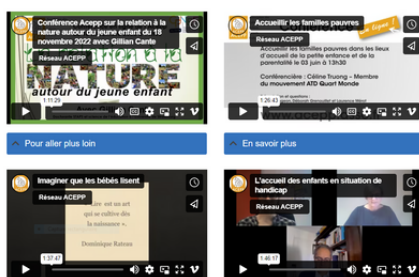 Conférence Acepp sur la relation à la
nature autour du jeune enfant du 18
novembre 2022 avec Gillian Cante
Réseau ACEPP
NATURE
autour du jeune enfant
1:11:29
Pour aller plus loin
Accueillir les familles pauvres
Réseau ACEPP
Accueillir les familles pauvres dans les lieux
d'accueil de la petite enfance et de la
parentalité le 03 juin à 13h30
Conférencière : Céline Truong - Membre
du mouvement ATD Quart Monde
1:26:43
En savoir plus
Imaginer que les bébés lisent
Réseau ACEPP
Lire est un art
qui se cultive dès
la naissance ».
Dominique Rateau
1:37:47
L'accueil des enfants en situation de
handicap
Réseau ACEPP
1:46:17